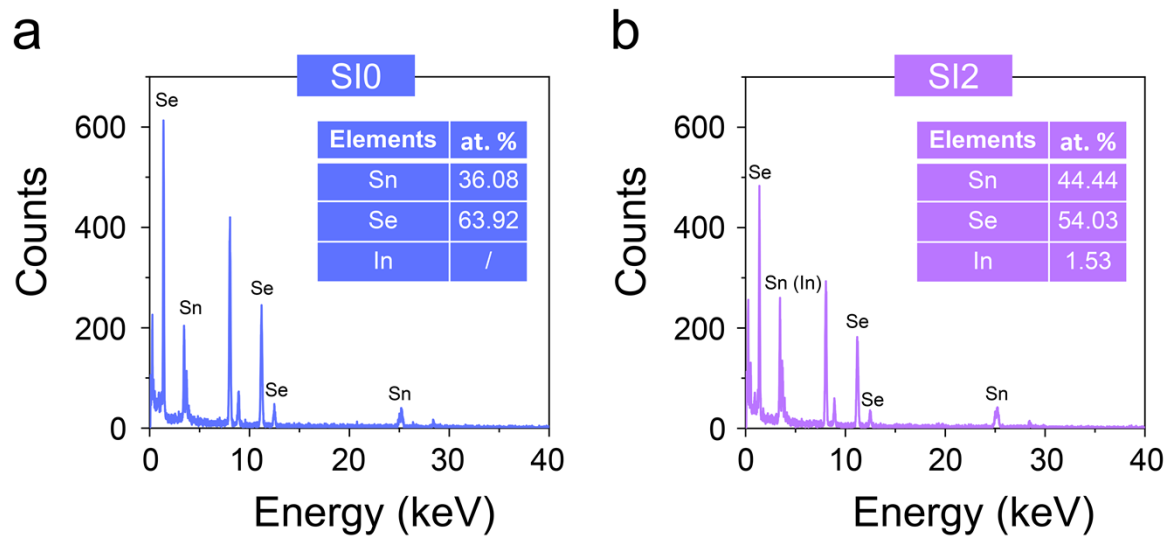 a
SI0
Se
Sn
Se
Se
Sn
Elements at. %
Sn 36.08
Se 63.92
In /
600
400
200
0
Counts
0 10 20 30 40
Energy (keV)
b
SI2
Se
Sn (In)
Se
Se
Sn
Elements at. %
Sn 44.44
Se 54.03
In 1.53
600
400
200
0
Counts
0 10 20 30 40
Energy (keV)